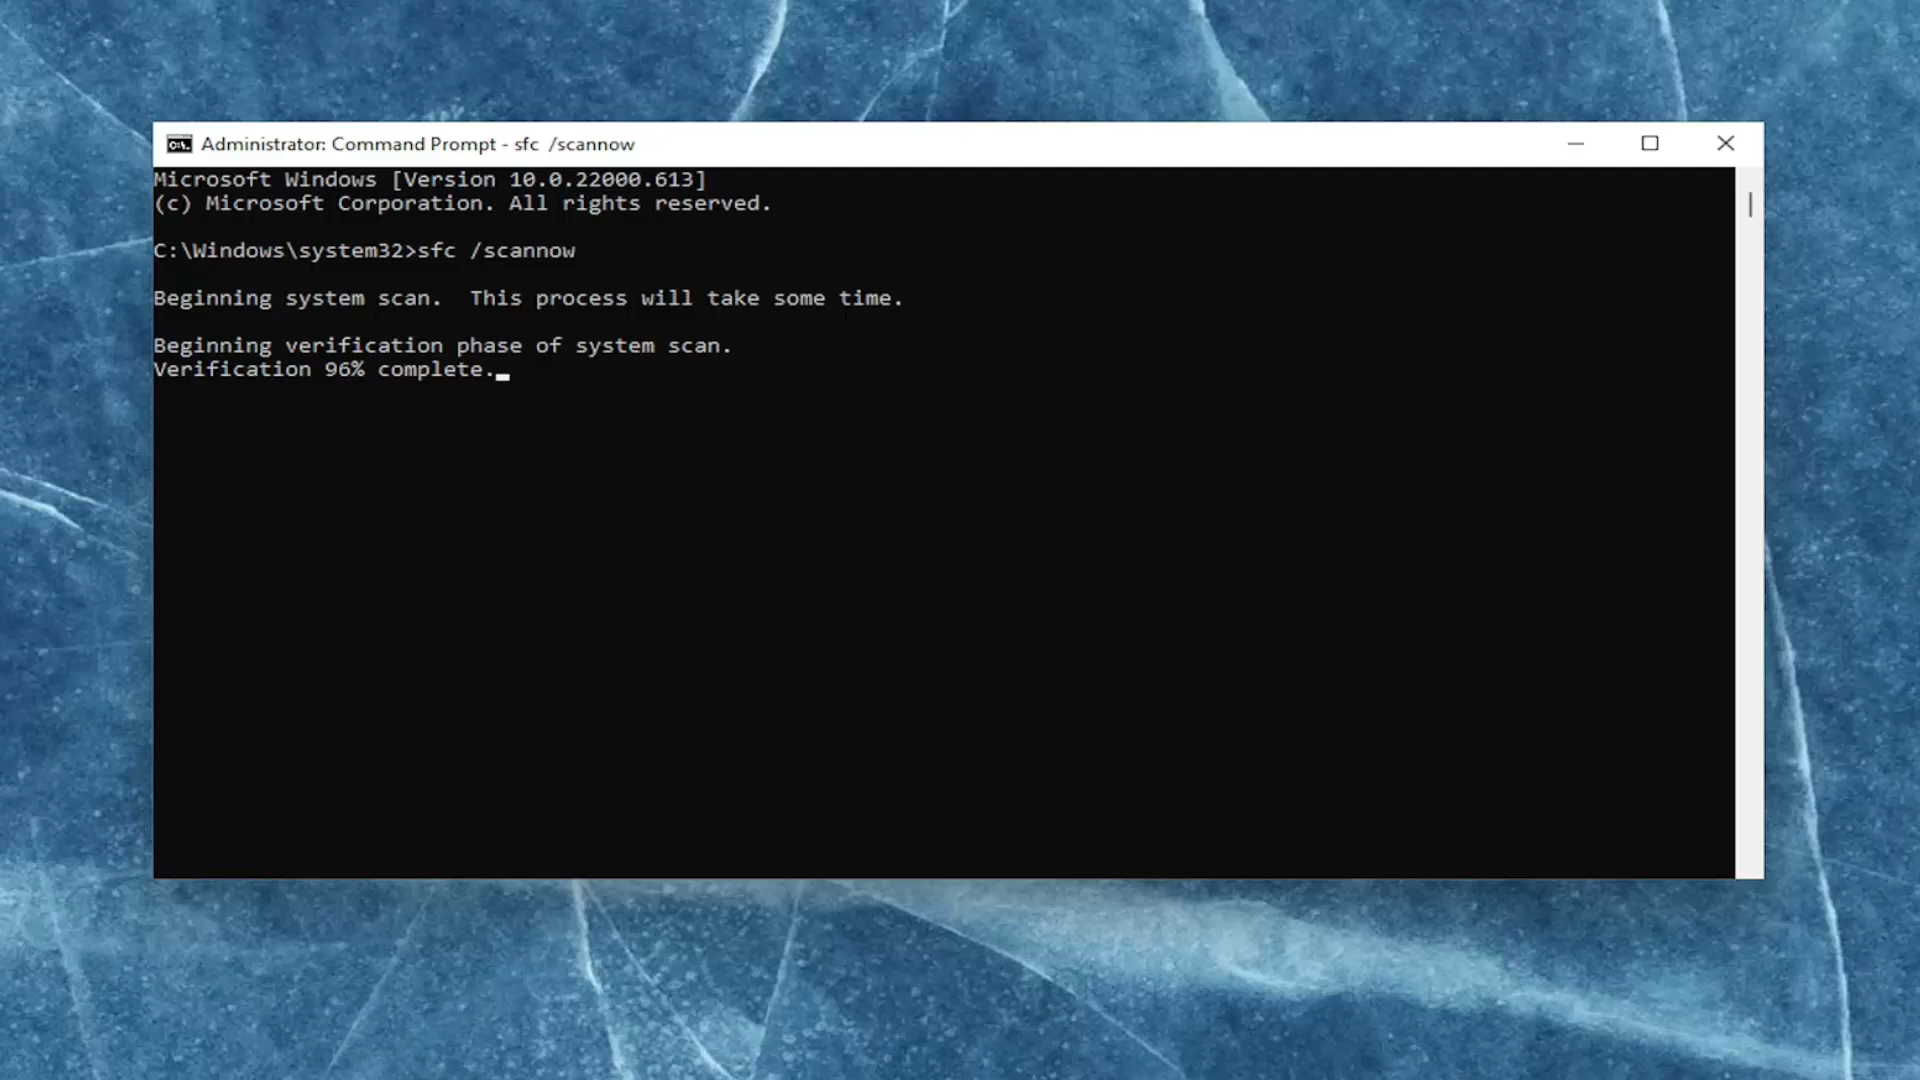 Administrator: Command Prompt - sfc  /scannow
Microsoft Windows [Version 10.0.22000.613]
(c) Microsoft Corporation. All rights reserved.
C:\Windows\system32>sfc /scannow
Beginning system scan.  This process will take some time.
Beginning verification phase of system scan.
Verification 96% complete.